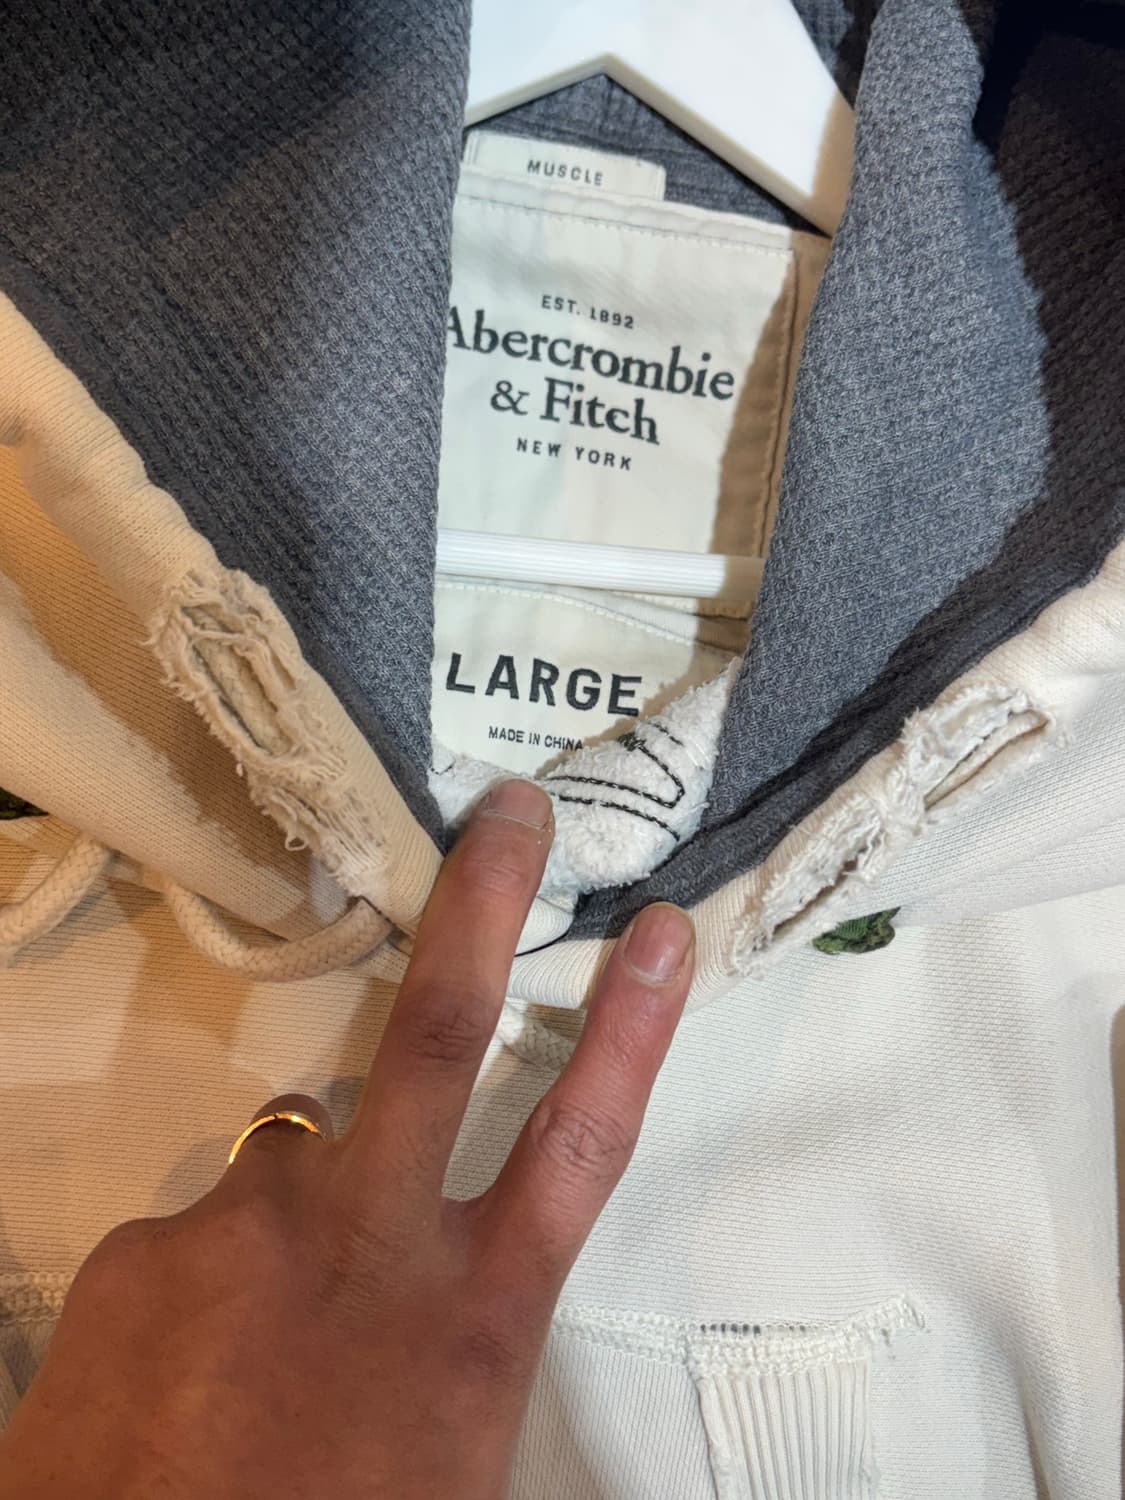 MUSCLE
EST. 1892
Abercrombie
& Fitch
NEW YORK
LARGE
MADE IN CHINA